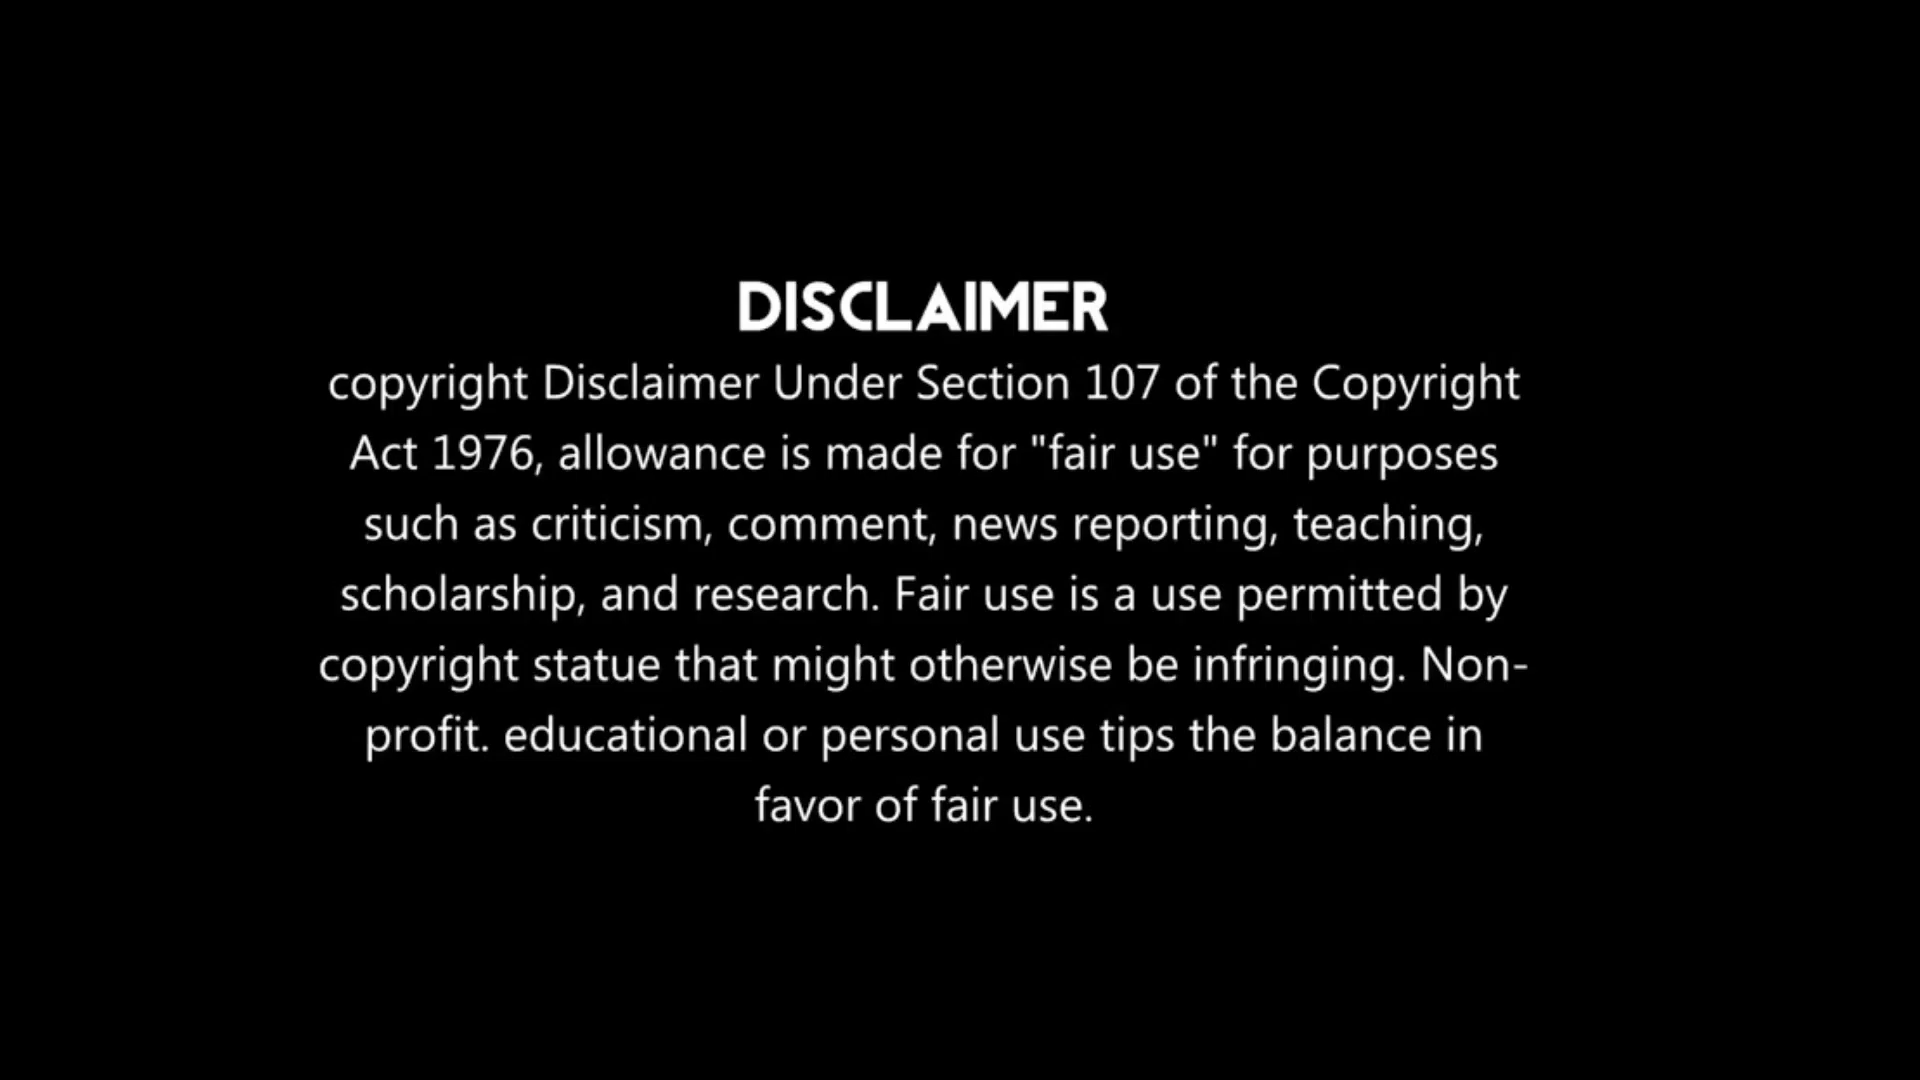 DISCLAIMER
copyright Disclaimer Under Section 107 of the Copyright
Act 1976, allowance is made for "fair use" for purposes
such as criticism, comment, news reporting, teaching,
scholarship, and research. Fair use is a use permitted by
copyright statue that might otherwise be infringing. Non-
profit. educational or personal use tips the balance in
favor of fair use.